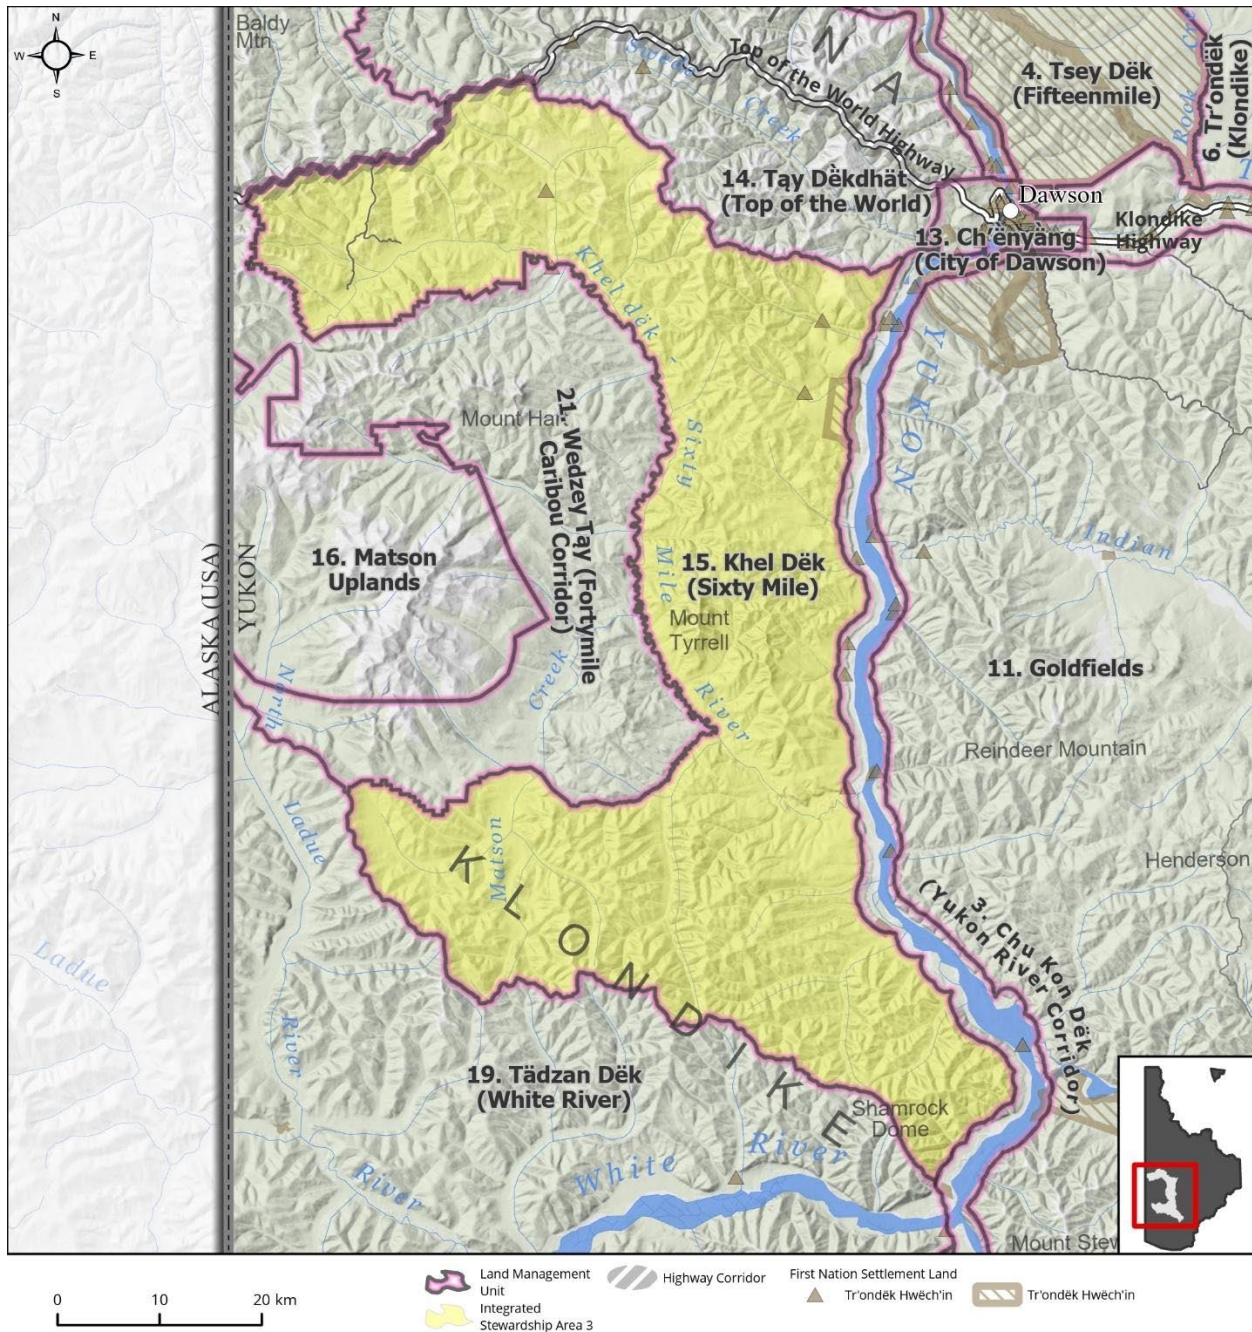 N
W
E
S
Baldy
Mtn
Swede
Creek
Top of the World Highway
N
A
4. Tsey Dëk
(Fifteenmile)
6. Tr'ondëk
(Klondike)
Rock
14. Tąy Dè̀kdhät
(Top of the World)
Dawson
13. Ch'ënyäng
(City of Dawson)
Klondike
Highway
Khel dëk -
Sixty
Mile
River
YUKON
Mount
21. Wedzey Tąy (Fortymile
Caribou Corridor)
Indian
ALASKA (USA)
YUKON
16. Matson
Uplands
15. Khel Dëk
(Sixty Mile)
Mount
Tyrrell
11. Goldfields
Creek
North
Reindeer Mountain
Ladue
Matson
Henderson
KLONDIKE
3. Chu Kon Dëk
(Yukon River Corridor)
Ladue
River
19. Tädzan Dëk
(White River)
Shamrock
Dome
River
White River
Mount
0 10 20 km
Land Management
Unit
Integrated
Stewardship Area 3
Highway Corridor
First Nation Settlement Land
Tr'ondëk Hwëch'in
Tr'ondëk Hwëch'in